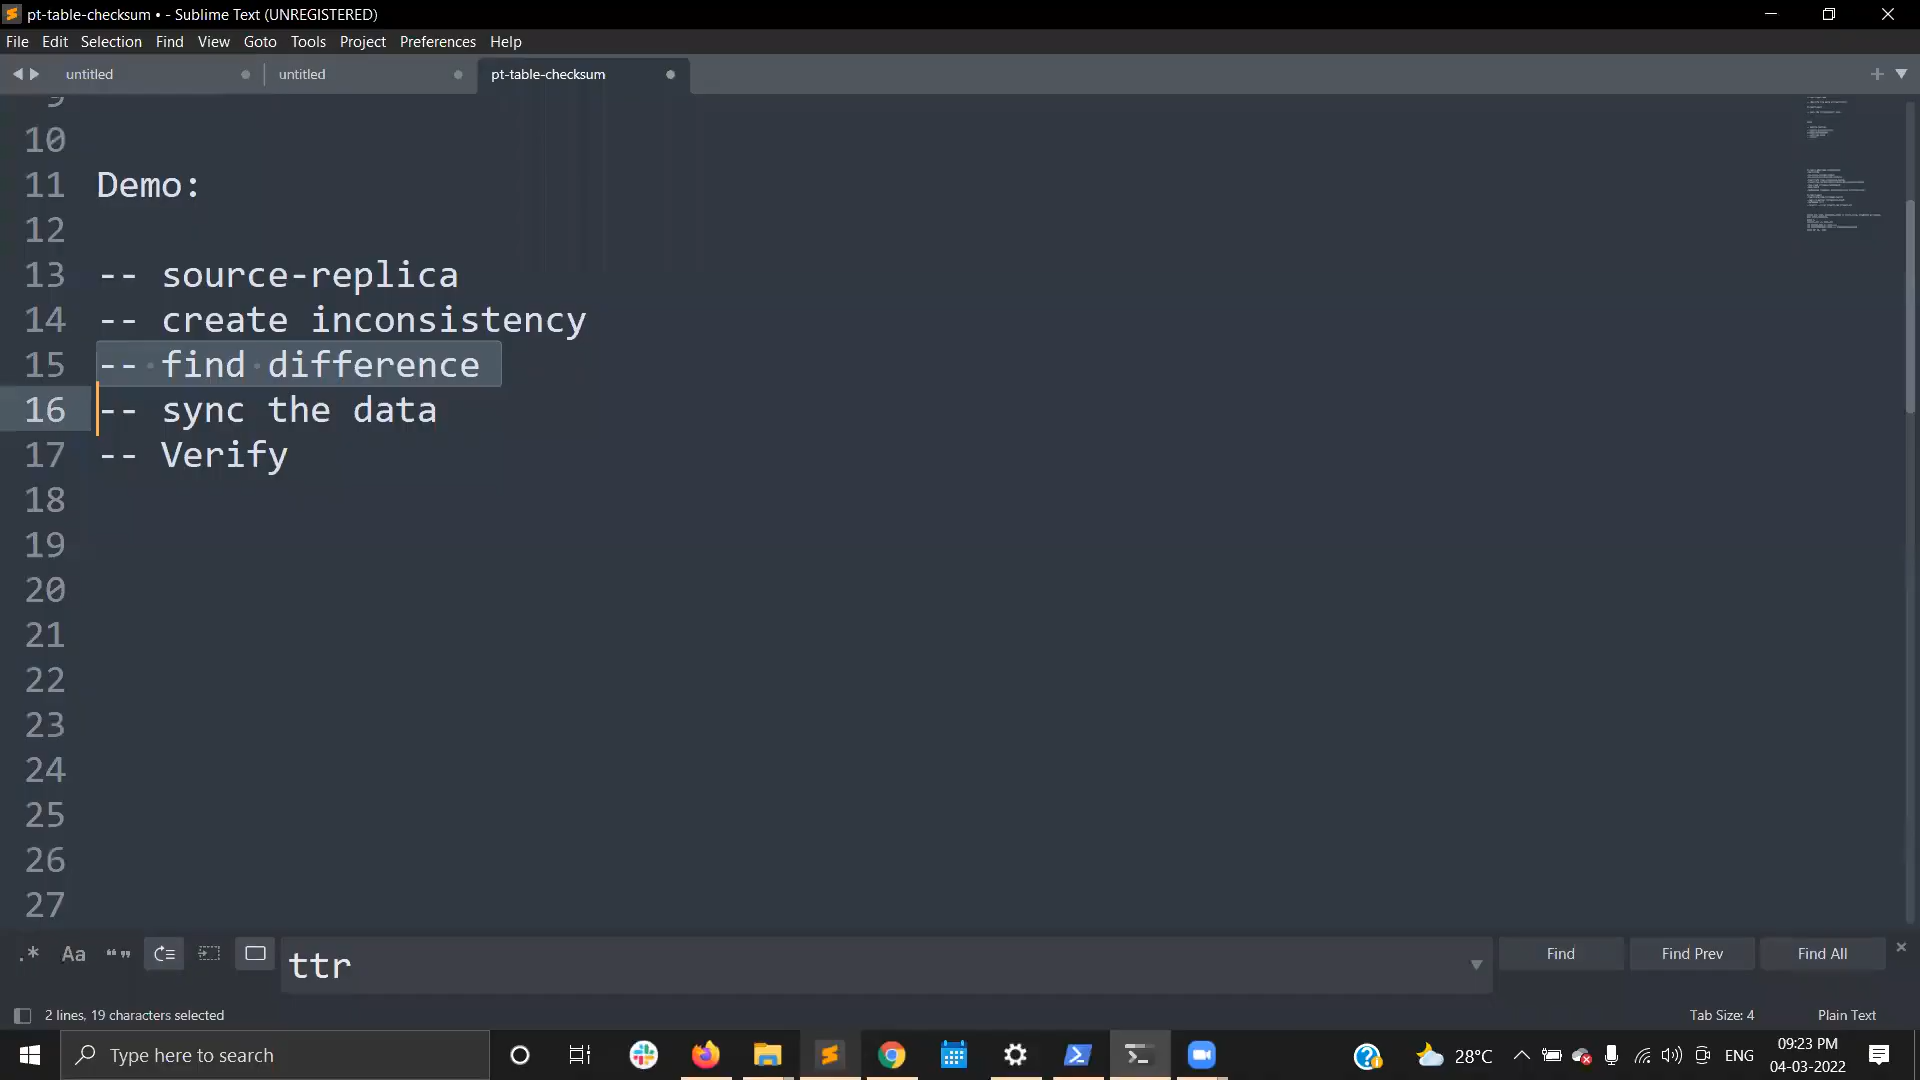 pt-table-checksum • - Sublime Text (UNREGISTERED)
File Edit Selection Find View Goto Tools Project Preferences Help
untitled untitled pt-table-checksum
9
10
11 Demo:
12
13 -- source-replica
14 -- create inconsistency
15 -- find difference
16 -- sync the data
17 -- Verify
18
19
20
21
22
23
24
25
26
27
.* Aa “” ttr Find Find Prev Find All
2 lines, 19 characters selected Tab Size: 4 Plain Text
Type here to search 28°C ENG 09:23 PM
04-03-2022